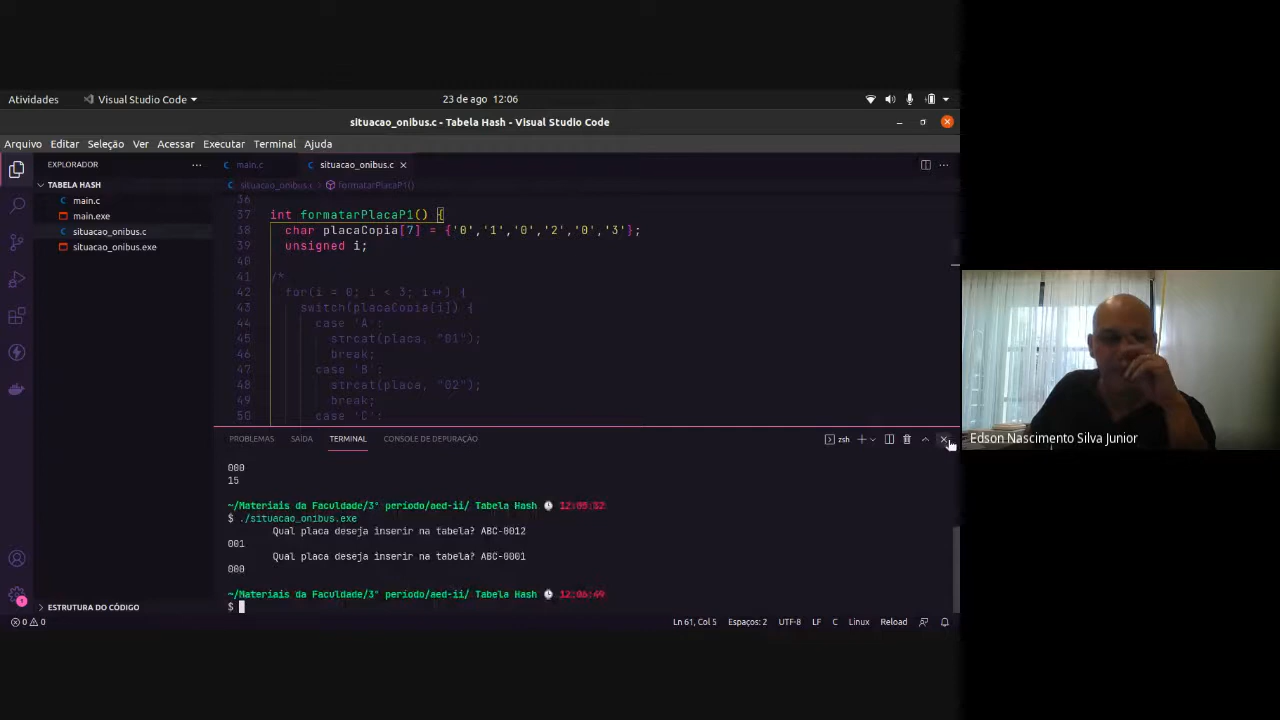 Atividades
Visual Studio Code
23 de ago 12:06
situacao_onibus.c - Tabela Hash - Visual Studio Code
Arquivo Editar Seleção Ver Acessar Executar Terminal Ajuda
EXPLORADOR
TABELA HASH
main.c
main.exe
situacao_onibus.c
situacao_onibus.exe
ESTRUTURA DO CÓDIGO
main.c
situacao_onibus.c
situacao_onibus.c formatarPlacaP1()
36
37 int formatarPlacaP1() {
38 char placaCopia[7] = {'0','1','0','2','0','3'};
39 unsigned i;
40
41 /*
42 for(i = 0; i < 3; i++) {
43 switch(placaCopia[i]) {
44 case 'A':
45 strcat(placa, "01");
46 break;
47 case 'B':
48 strcat(placa, "02");
49 break;
50 case 'C':
PROBLEMAS SAÍDA TERMINAL CONSOLE DE DEPURAÇÃO
zsh
000
15
~/Materiais da Faculdade/3° período/aed-ii/ Tabela Hash
$ ./situacao_onibus.exe
Qual placa deseja inserir na tabela? ABC-0012
001
Qual placa deseja inserir na tabela? ABC-0001
000
~/Materiais da Faculdade/3° período/aed-ii/ Tabela Hash
$
0 0
Ln 61, Col 5 Espaços: 2 UTF-8 LF C Linux Reload
Edson Nascimento Silva Junior